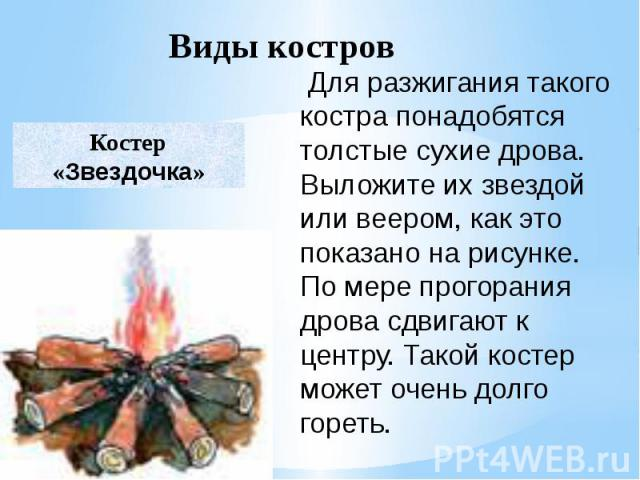 Виды костров
Костер
«Звездочка»
Для разжигания такого
костра понадобятся
толстые сухие дрова.
Выложите их звездой
или веером, как это
показано на рисунке.
По мере прогорания
дрова сдвигают к
центру. Такой костер
может очень долго
гореть.
PPt4WEB.ru